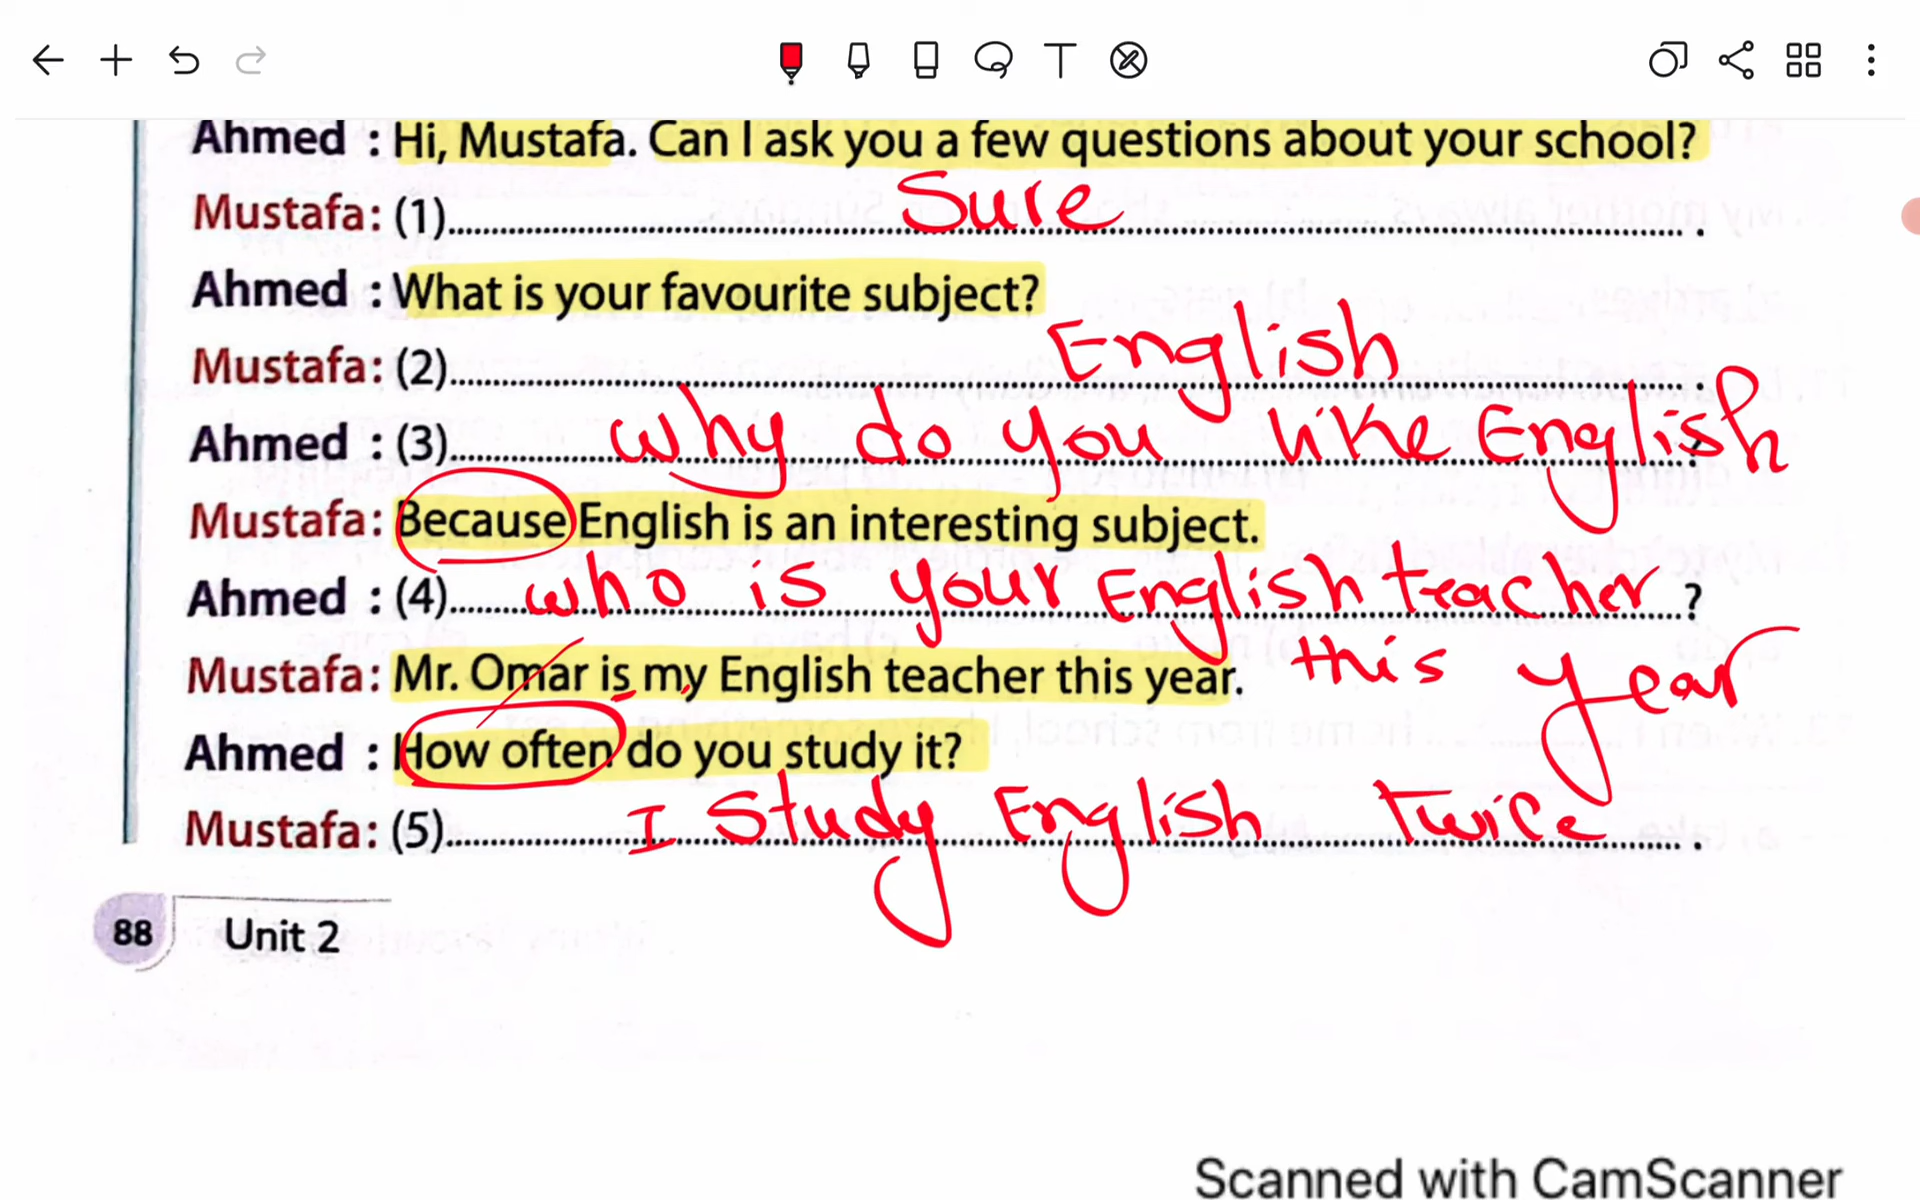 Ahmed : Hi, Mustafa. Can I ask you a few questions about your school?
Mustafa: (1) Sure .
Ahmed : What is your favourite subject?
Mustafa: (2) English .
Ahmed : (3) why do you like English ?
Mustafa: Because English is an interesting subject.
Ahmed : (4) who is your English teacher ?
this year
Mustafa: Mr. Omar is my English teacher this year.
Ahmed : How often do you study it?
Mustafa: (5) I study English twice .
88 Unit 2
Scanned with CamScanner